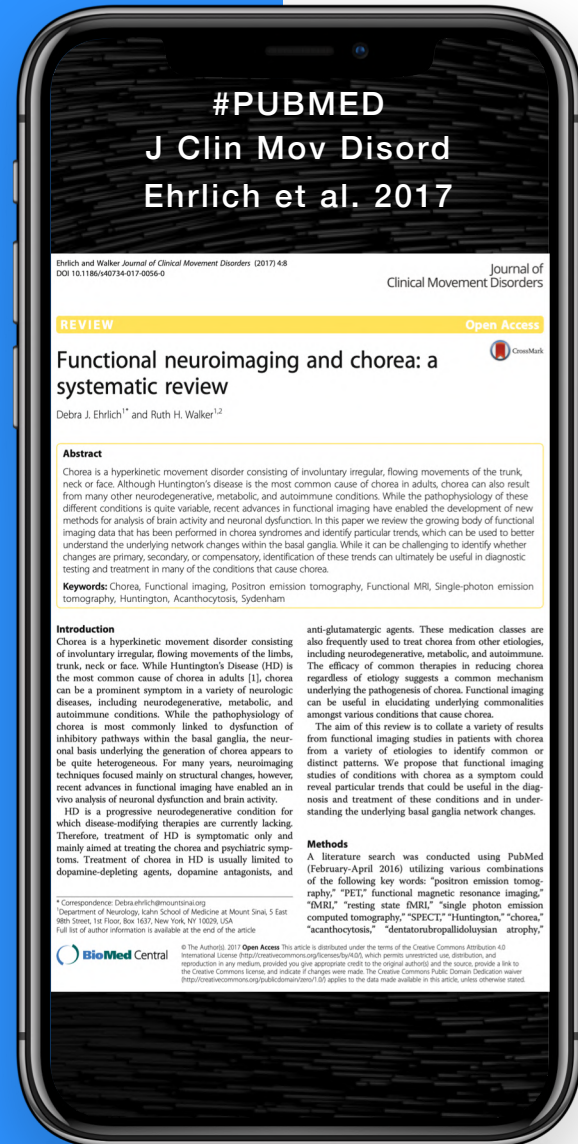 #PUBMED
J Clin Mov Disord
Ehrlich et al. 2017
Ehrlich and Walker Journal of Clinical Movement Disorders (2017) 4:8
DOI 10.1186/s40734-017-0056-0
Journal of
Clinical Movement Disorders
REVIEW
Open Access
CrossMark
Functional neuroimaging and chorea: a
systematic review
Debra J. Ehrlich1* and Ruth H. Walker1,2
Abstract
Chorea is a hyperkinetic movement disorder consisting of involuntary irregular, flowing movements of the trunk,
neck or face. Although Huntington's disease is the most common cause of chorea in adults, chorea can also result
from many other neurodegenerative, metabolic, and autoimmune conditions. While the pathophysiology of these
different conditions is quite variable, recent advances in functional imaging have enabled the development of new
methods for analysis of brain activity and neuronal dysfunction. In this paper we review the growing body of functional
imaging data that has been performed in chorea syndromes and identify particular trends, which can be used to better
understand the underlying network changes within the basal ganglia. While it can be challenging to identify whether
changes are primary, secondary, or compensatory, identification of these trends can ultimately be useful in diagnostic
testing and treatment in many of the conditions that cause chorea.
Keywords: Chorea, Functional imaging, Positron emission tomography, Functional MRI, Single-photon emission
tomography, Huntington, Acanthocytosis, Sydenham
Introduction
Chorea is a hyperkinetic movement disorder consisting
of involuntary irregular, flowing movements of the limbs,
trunk, neck or face. While Huntington's Disease (HD) is
the most common cause of chorea in adults [1], chorea
can be a prominent symptom in a variety of neurologic
diseases, including neurodegenerative, metabolic, and
autoimmune conditions. While the pathophysiology of
chorea is most commonly linked to dysfunction of
inhibitory pathways within the basal ganglia, the neur-
onal basis underlying the generation of chorea appears to
be quite heterogeneous. For many years, neuroimaging
techniques focused mainly on structural changes, however,
recent advances in functional imaging have enabled an in
vivo analysis of neuronal dysfunction and brain activity.
HD is a progressive neurodegenerative condition for
which disease-modifying therapies are currently lacking.
Therefore, treatment of HD is symptomatic only and
mainly aimed at treating the chorea and psychiatric symp-
toms. Treatment of chorea in HD is usually limited to
dopamine-depleting agents, dopamine antagonists, and
* Correspondence: Debra.ehrlich@mountsinai.org
1Department of Neurology, Icahn School of Medicine at Mount Sinai, 5 East
98th Street, 1st Floor, Box 1637, New York, NY 10029, USA
Full list of author information is available at the end of the article
anti-glutamatergic agents. These medication classes are
also frequently used to treat chorea from other etiologies,
including neurodegenerative, metabolic, and autoimmune.
The efficacy of common therapies in reducing chorea
regardless of etiology suggests a common mechanism
underlying the pathogenesis of chorea. Functional imaging
can be useful in elucidating underlying commonalities
amongst various conditions that cause chorea.
The aim of this review is to collate a variety of results
from functional imaging studies in patients with chorea
from a variety of etiologies to identify common or
distinct patterns. We propose that functional imaging
studies of conditions with chorea as a symptom could
reveal particular trends that could be useful in the diag-
nosis and treatment of these conditions and in under-
standing the underlying basal ganglia network changes.
Methods
A literature search was conducted using PubMed
(February-April 2016) utilizing various combinations
of the following key words: "positron emission tomog-
raphy," "PET," functional magnetic resonance imaging,"
"fMRI," "resting state fMRI," "single photon emission
computed tomography," "SPECT," "Huntington," "chorea,"
"acanthocytosis," "dentatorubropallidoluysian atrophy,"
BioMed Central
© The Author(s). 2017 Open Access This article is distributed under the terms of the Creative Commons Attribution 4.0
International License (http://creativecommons.org/licenses/by/4.0/), which permits unrestricted use, distribution, and
reproduction in any medium, provided you give appropriate credit to the original author(s) and the source, provide a link to
the Creative Commons license, and indicate if changes were made. The Creative Commons Public Domain Dedication waiver
(http://creativecommons.org/publicdomain/zero/1.0/) applies to the data made available in this article, unless otherwise stated.